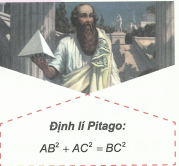 Định lí Pitago:
AB² + AC² = BC²